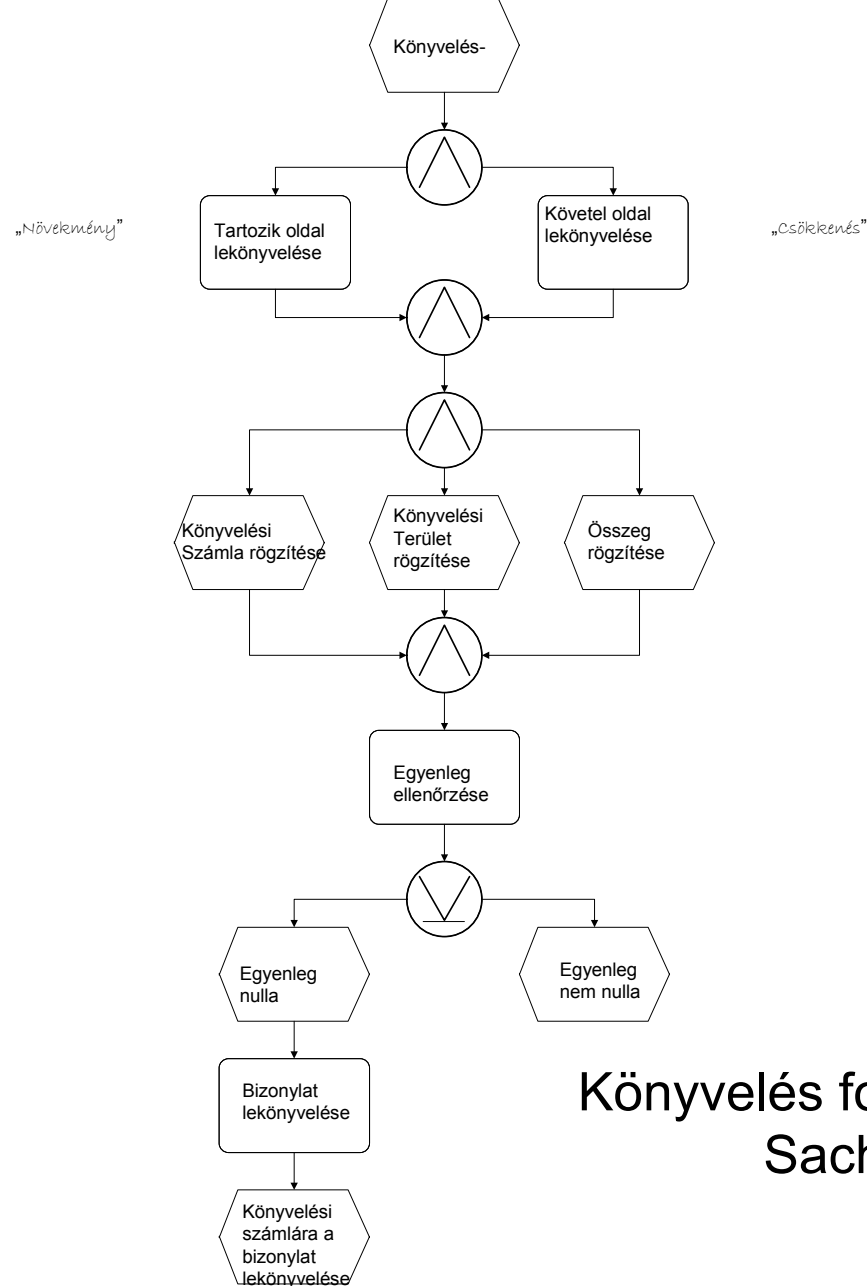 Könyvelés-
„Növekmény”
Tartozik oldal
lekönyvelése
Követel oldal
lekönyvelése
„Csökkenés”
Könyvelési
Számla rögzítése
Könyvelési
Terület
rögzítése
Összeg
rögzítése
Egyenleg
ellenőrzése
Egyenleg
nulla
Egyenleg
nem nulla
Bizonylat
lekönyvelése
Könyvelés fo
Sach
Könyvelési
számlára a
bizonylat
lekönyvelése